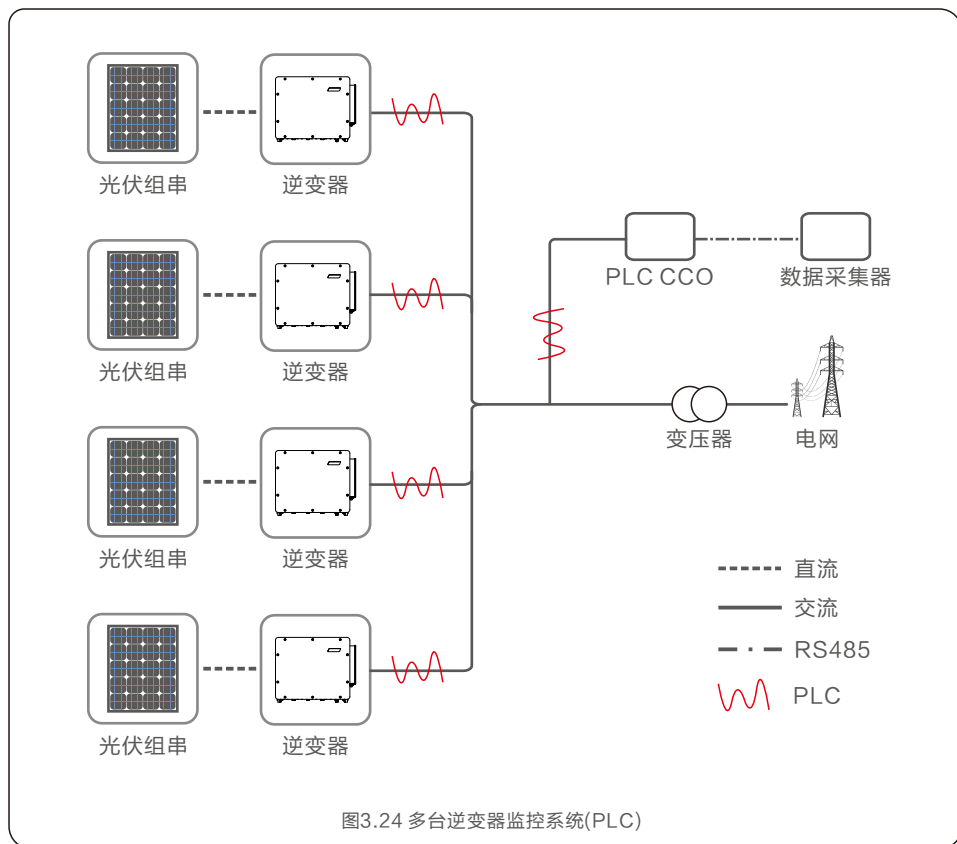 光伏组串
逆变器
光伏组串
逆变器
光伏组串
逆变器
光伏组串
逆变器
PLC CCO
数据采集器
变压器
电网
直流
交流
RS485
PLC
图3.24 多台逆变器监控系统(PLC)